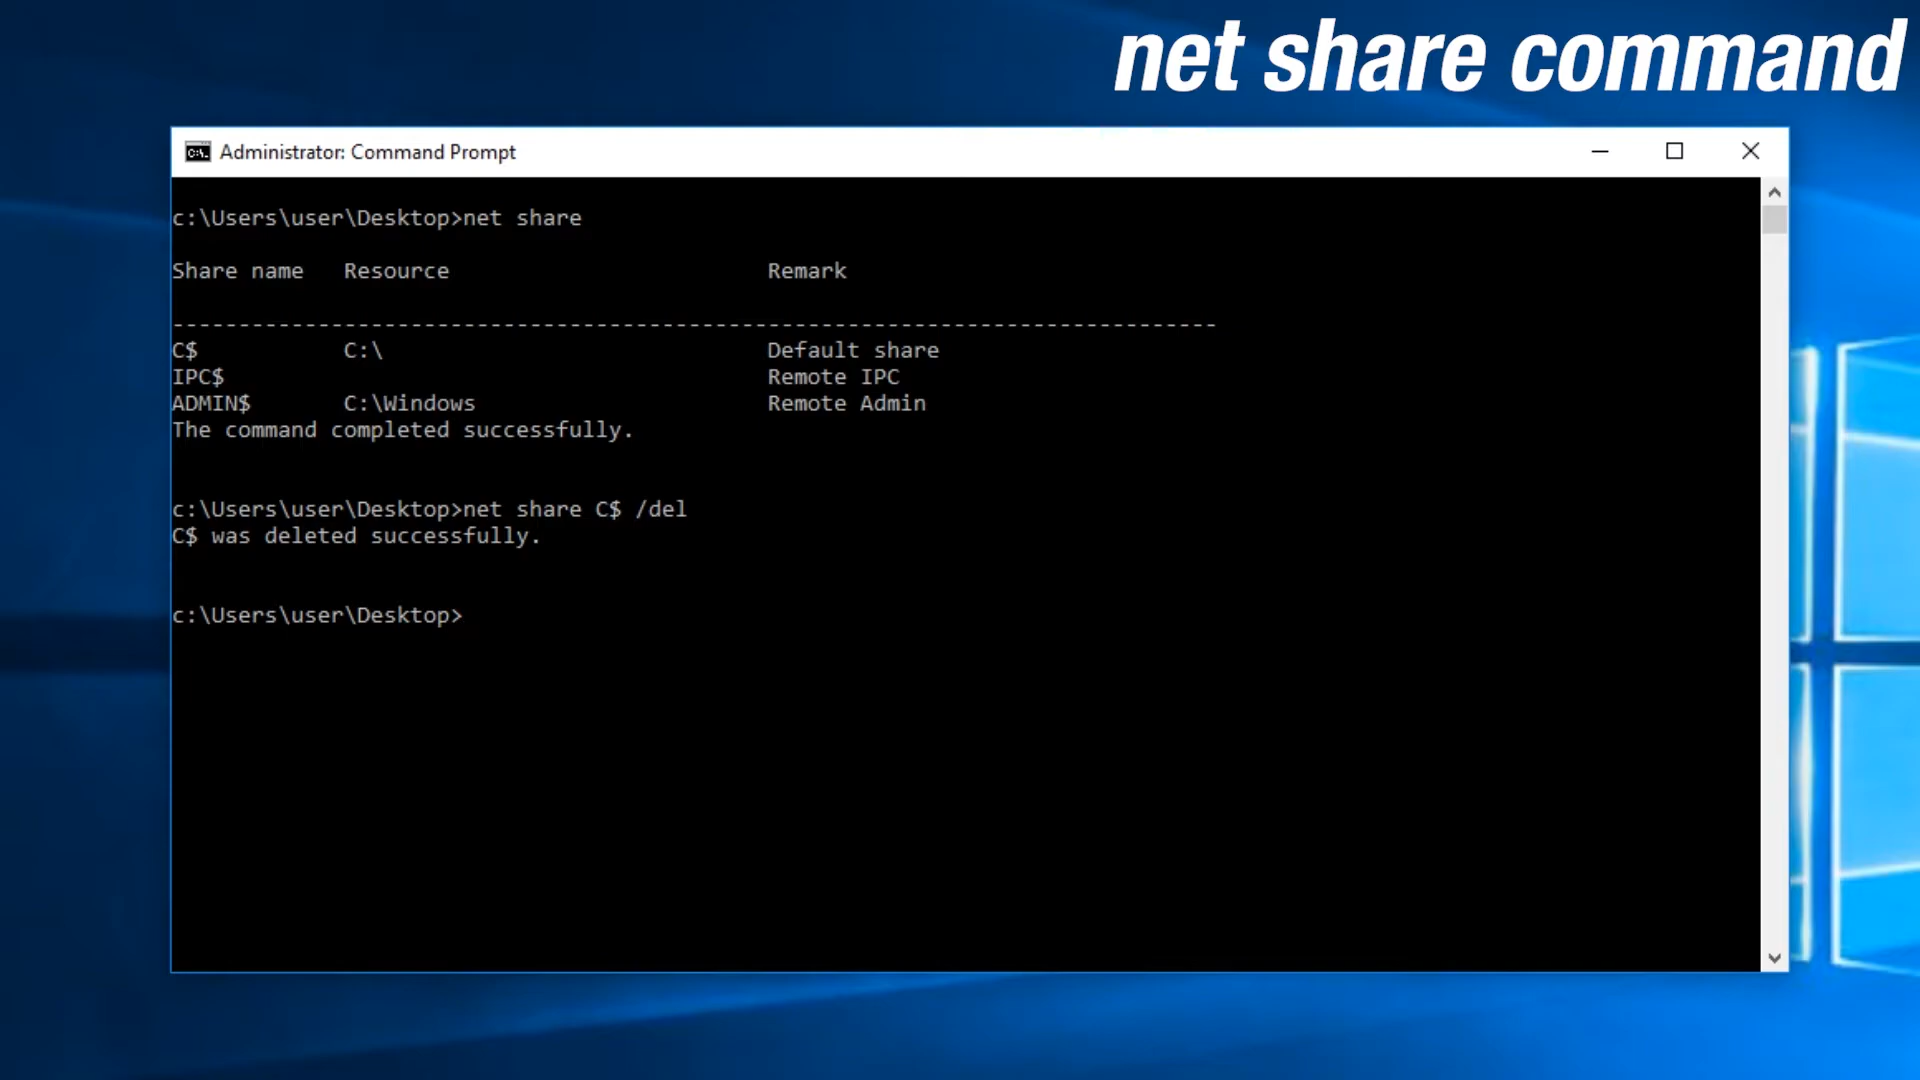 net share command
Administrator: Command Prompt
c:\Users\user\Desktop>net share
Share name   Resource                        Remark
-------------------------------------------------------------------------------
C$           C:\                             Default share
IPC$                                         Remote IPC
ADMIN$       C:\Windows                      Remote Admin
The command completed successfully.
c:\Users\user\Desktop>net share C$ /del
C$ was deleted successfully.
c:\Users\user\Desktop>